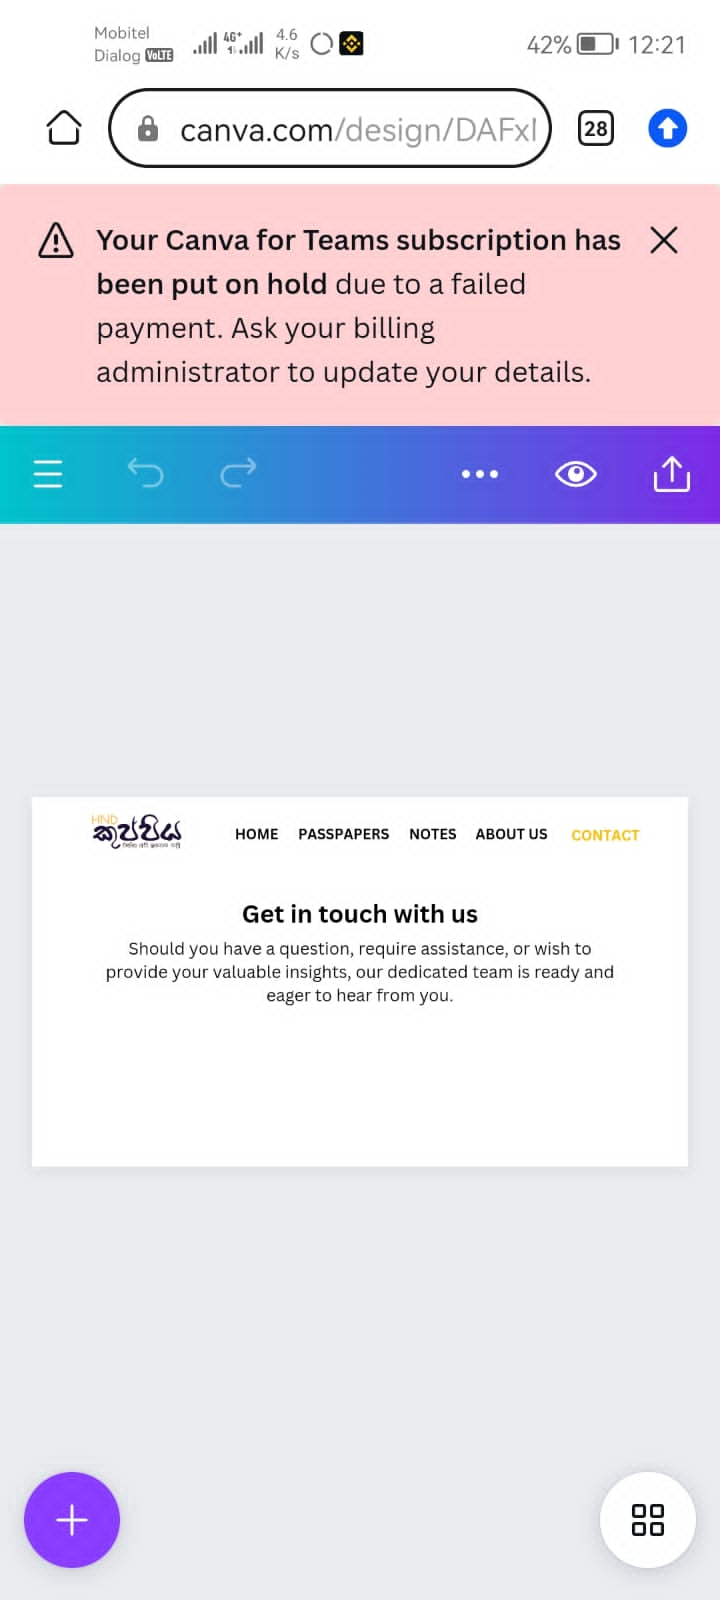 Mobitel
Dialog VoLTE
4G+
4.6
K/s
42%
12:21
canva.com/design/DAFxl
28
Your Canva for Teams subscription has
been put on hold due to a failed
payment. Ask your billing
administrator to update your details.
HND
කුප්පිය
HOME PASSPAPERS NOTES ABOUT US CONTACT
Get in touch with us
Should you have a question, require assistance, or wish to
provide your valuable insights, our dedicated team is ready and
eager to hear from you.